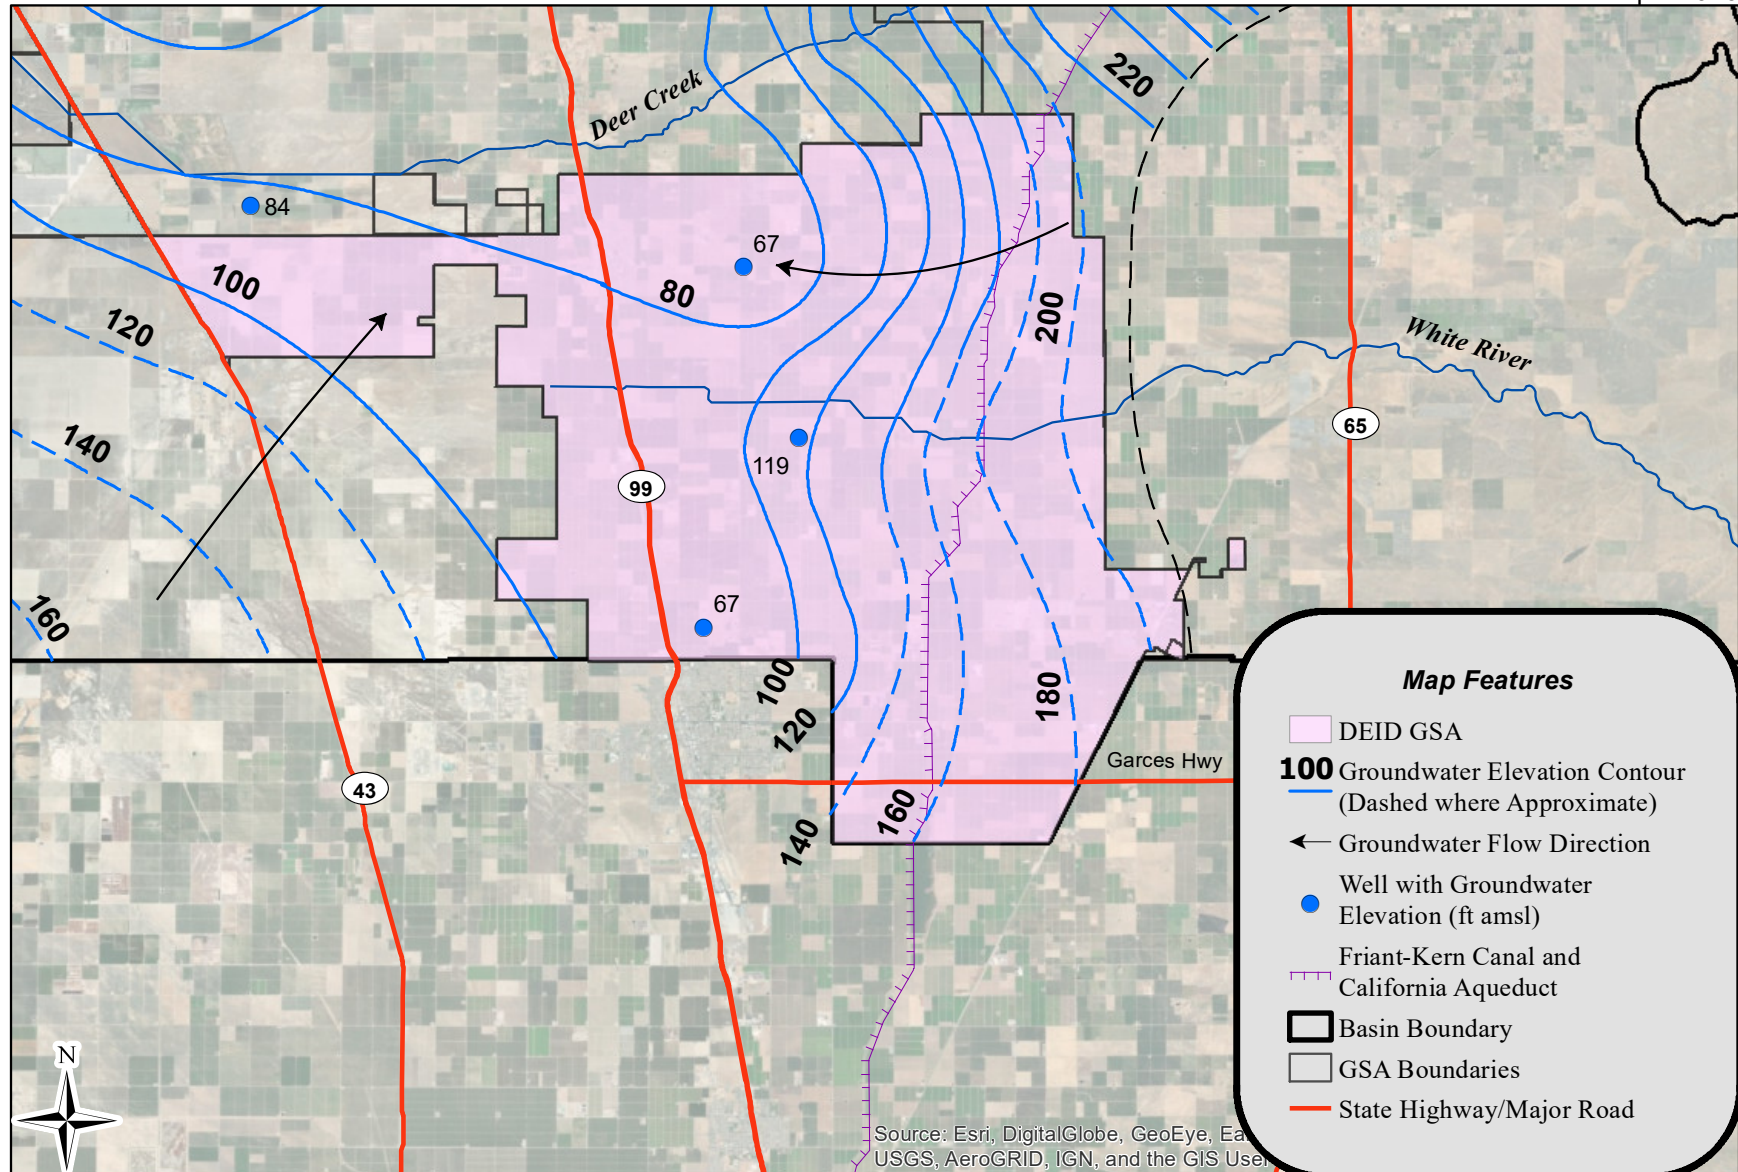 220
Deer Creek
84
67
100
80
200
120
White River
140
65
119
99
67
160
100
120
180
Garces Hwy
43
160
140
N
Map Features
DEID GSA
100 Groundwater Elevation Contour
(Dashed where Approximate)
Groundwater Flow Direction
Well with Groundwater
Elevation (ft amsl)
Friant-Kern Canal and
California Aqueduct
Basin Boundary
GSA Boundaries
State Highway/Major Road
Source: Esri, DigitalGlobe, GeoEye,
USGS, AeroGRID, IGN, and the GIS User